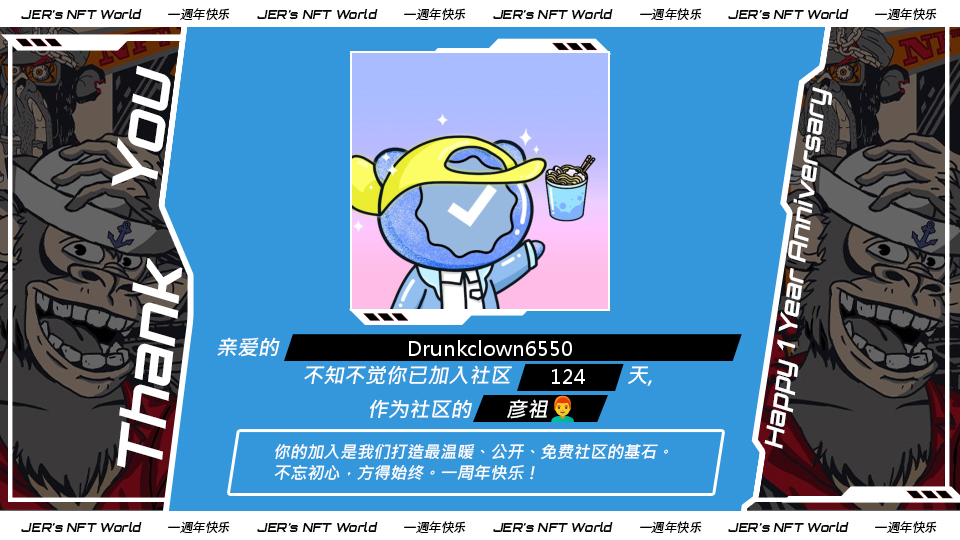 JER's NFT World 一週年快乐 JER's NFT World 一週年快乐 JER's NFT World 一週年快乐 JER's NFT World 一週年快乐
Thank You
亲爱的 Drunkclown6550
不知不觉你已加入社区 124 天,
作为社区的 彦祖👨‍🦰
你的加入是我们打造最温暖、公开、免费社区的基石。
不忘初心，方得始终。一周年快乐！
Happy 1 Year Anniversary
JER's NFT World 一週年快乐 JER's NFT World 一週年快乐 JER's NFT World 一週年快乐 JER's NFT World 一週年快乐